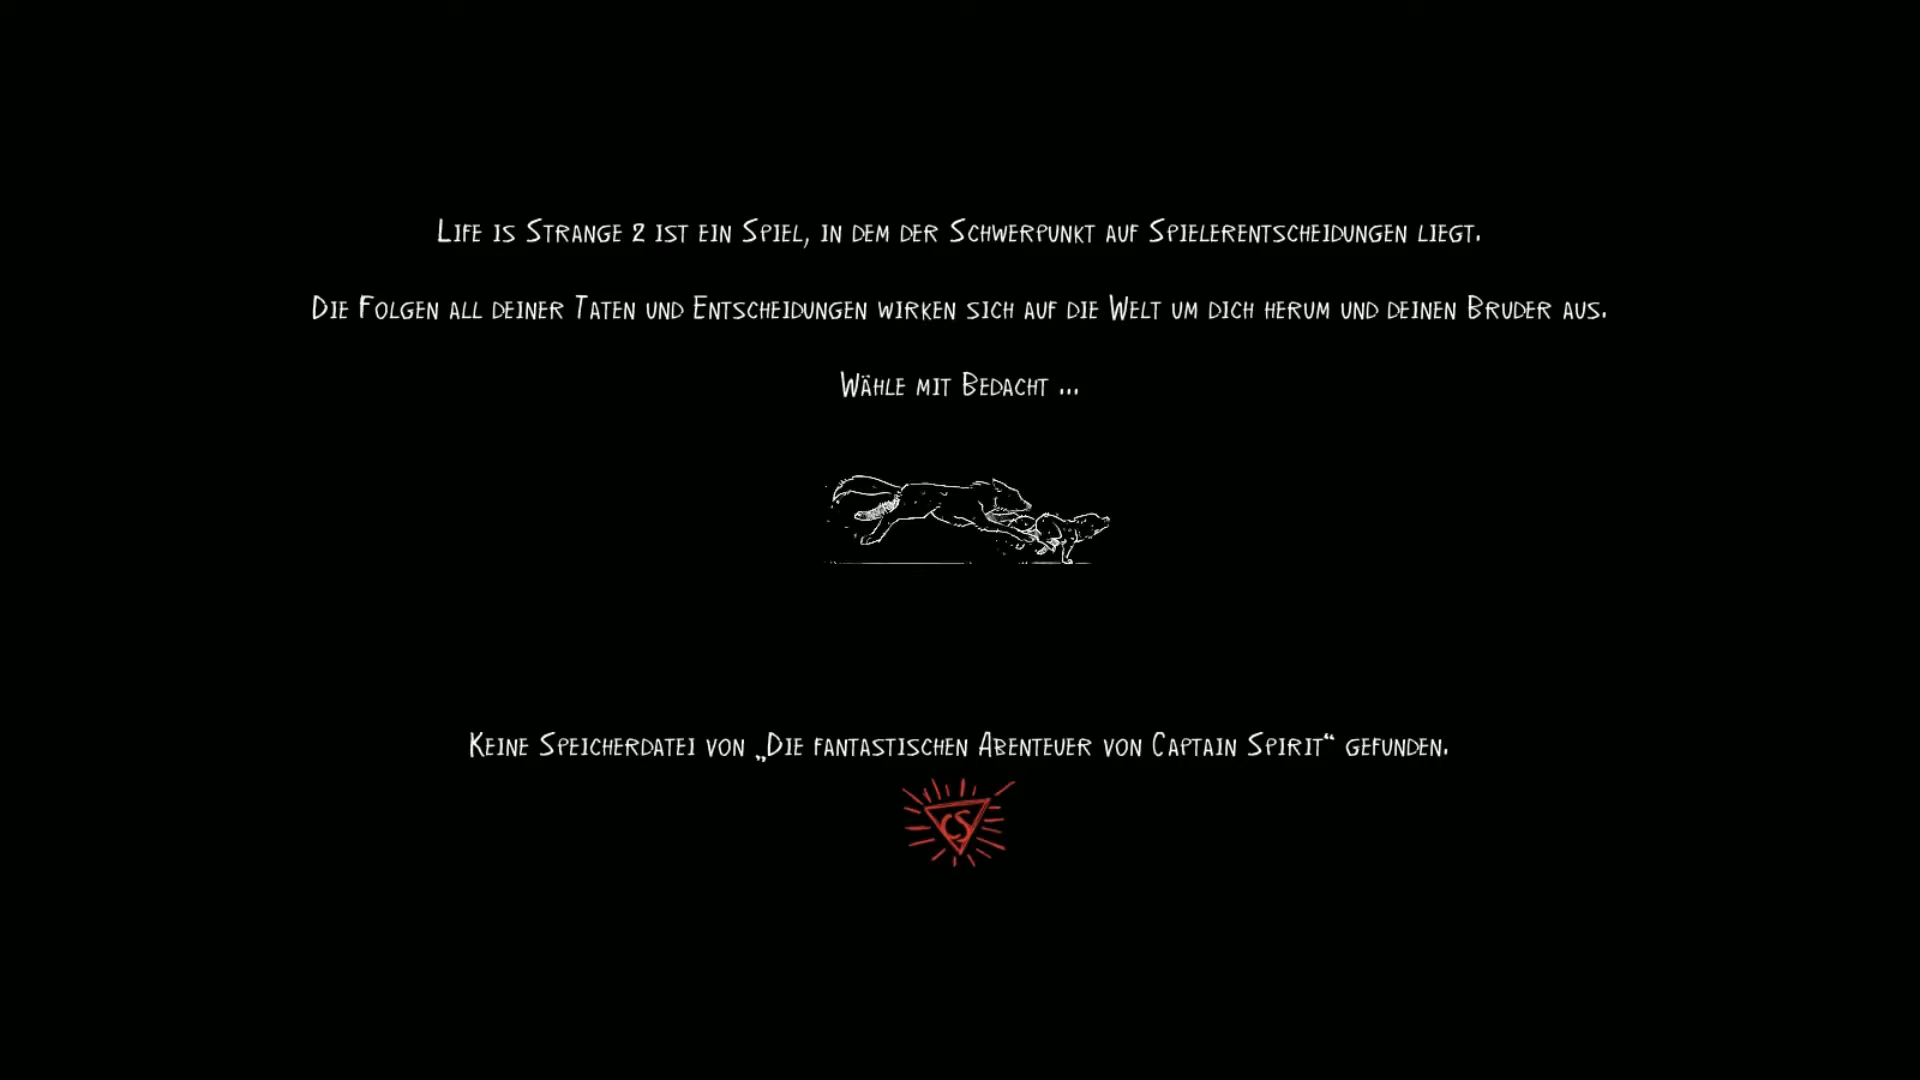 Life is Strange 2 ist ein Spiel, in dem der Schwerpunkt auf Spielerentscheidungen liegt.
Die Folgen all deiner Taten und Entscheidungen wirken sich auf die Welt um dich herum und deinen Bruder aus.
Wähle mit Bedacht ...
Keine Speicherdatei von „Die fantastischen Abenteuer von Captain Spirit“ gefunden.
CS